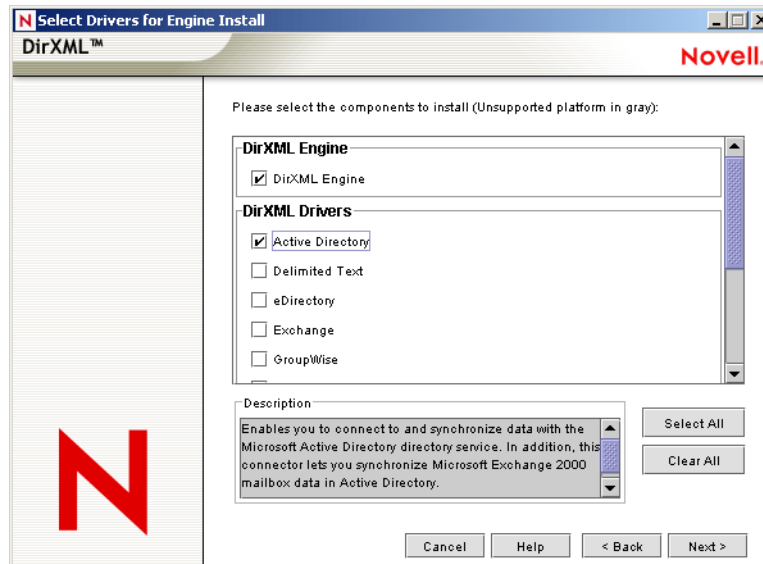 N Select Drivers for Engine Install
DirXML™
Novell.
Please select the components to install (Unsupported platform in gray):
DirXML Engine
DirXML Engine
DirXML Drivers
Active Directory
Delimited Text
eDirectory
Exchange
GroupWise
Description
Enables you to connect to and synchronize data with the
Microsoft Active Directory directory service. In addition, this
connector lets you synchronize Microsoft Exchange 2000
mailbox data in Active Directory.
Select All
Clear All
N
Cancel Help < Back Next >